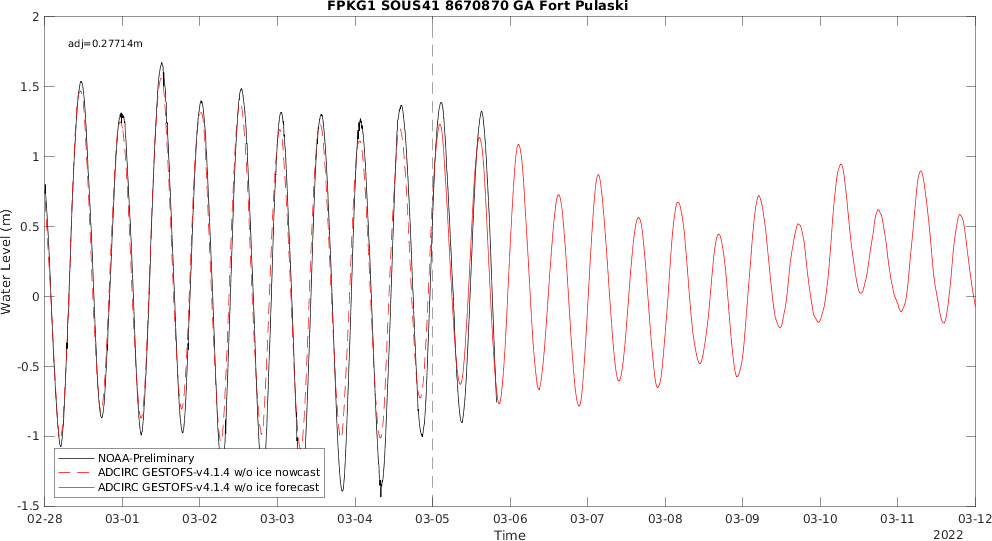 FPKG1 SOUS41 8670870 GA Fort Pulaski
adj=0.27714m
2
1.5
1
0.5
0
-0.5
-1
-1.5
Water Level (m)
NOAA-Preliminary
ADCIRC GESTOFS-v4.1.4 w/o ice nowcast
ADCIRC GESTOFS-v4.1.4 w/o ice forecast
02-28 03-01 03-02 03-03 03-04 03-05 03-06 03-07 03-08 03-09 03-10 03-11 03-12
Time
2022